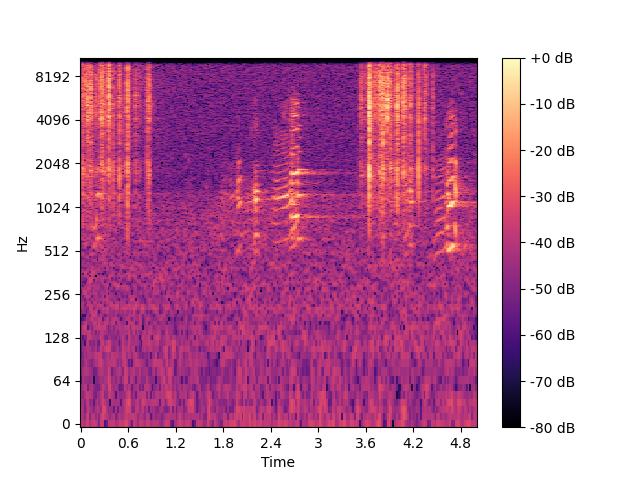 8192
4096
2048
1024
512
256
128
64
0
Hz
0 0.6 1.2 1.8 2.4 3 3.6 4.2 4.8
Time
+0 dB
-10 dB
-20 dB
-30 dB
-40 dB
-50 dB
-60 dB
-70 dB
-80 dB